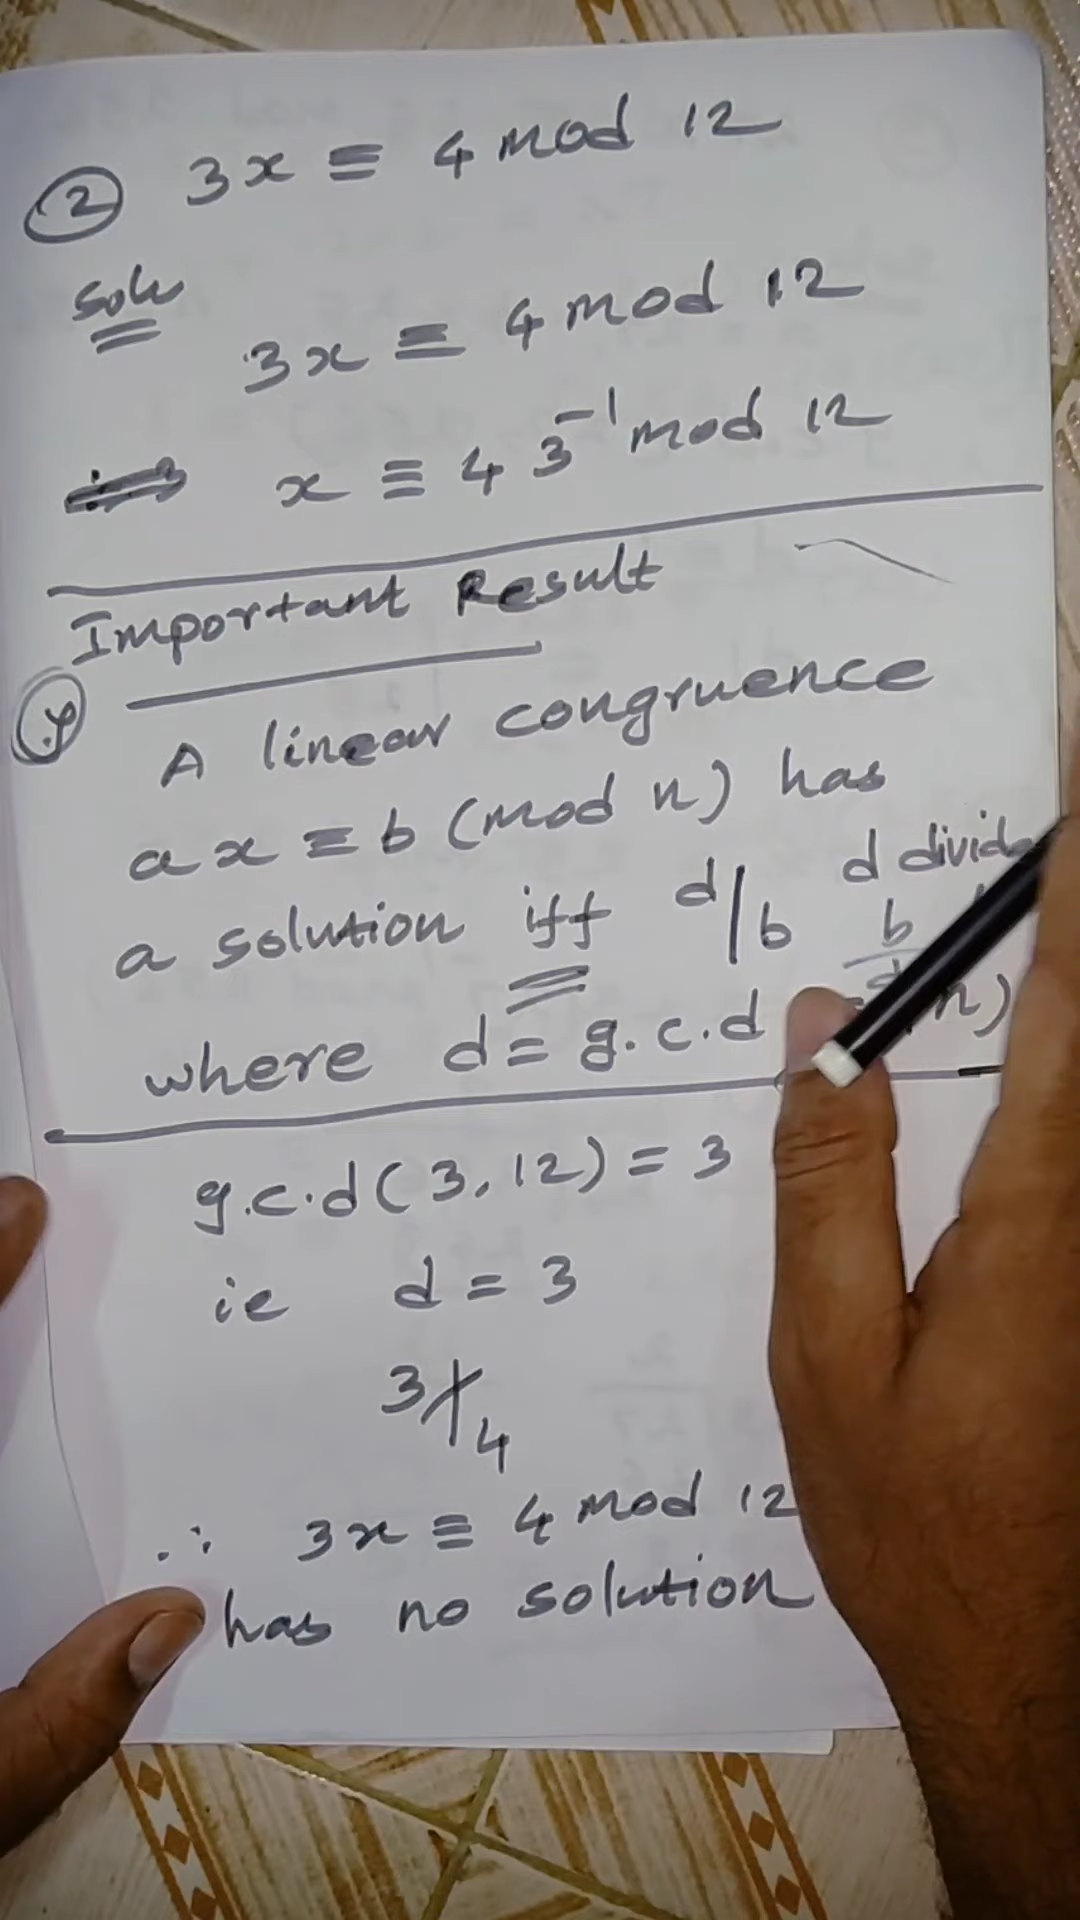 ② 3x ≡ 4 mod 12
Soln
3x ≡ 4 mod 12
x ≡ 4 3⁻¹ mod 12
Important Result
A linear congruence
ax ≡ b (mod n) has
a solution iff d/b d divide
b
d
where d = g.c.d n)
g.c.d(3,12) = 3
ie d = 3
3∤4
∴ 3x ≡ 4 mod 12
has no solution